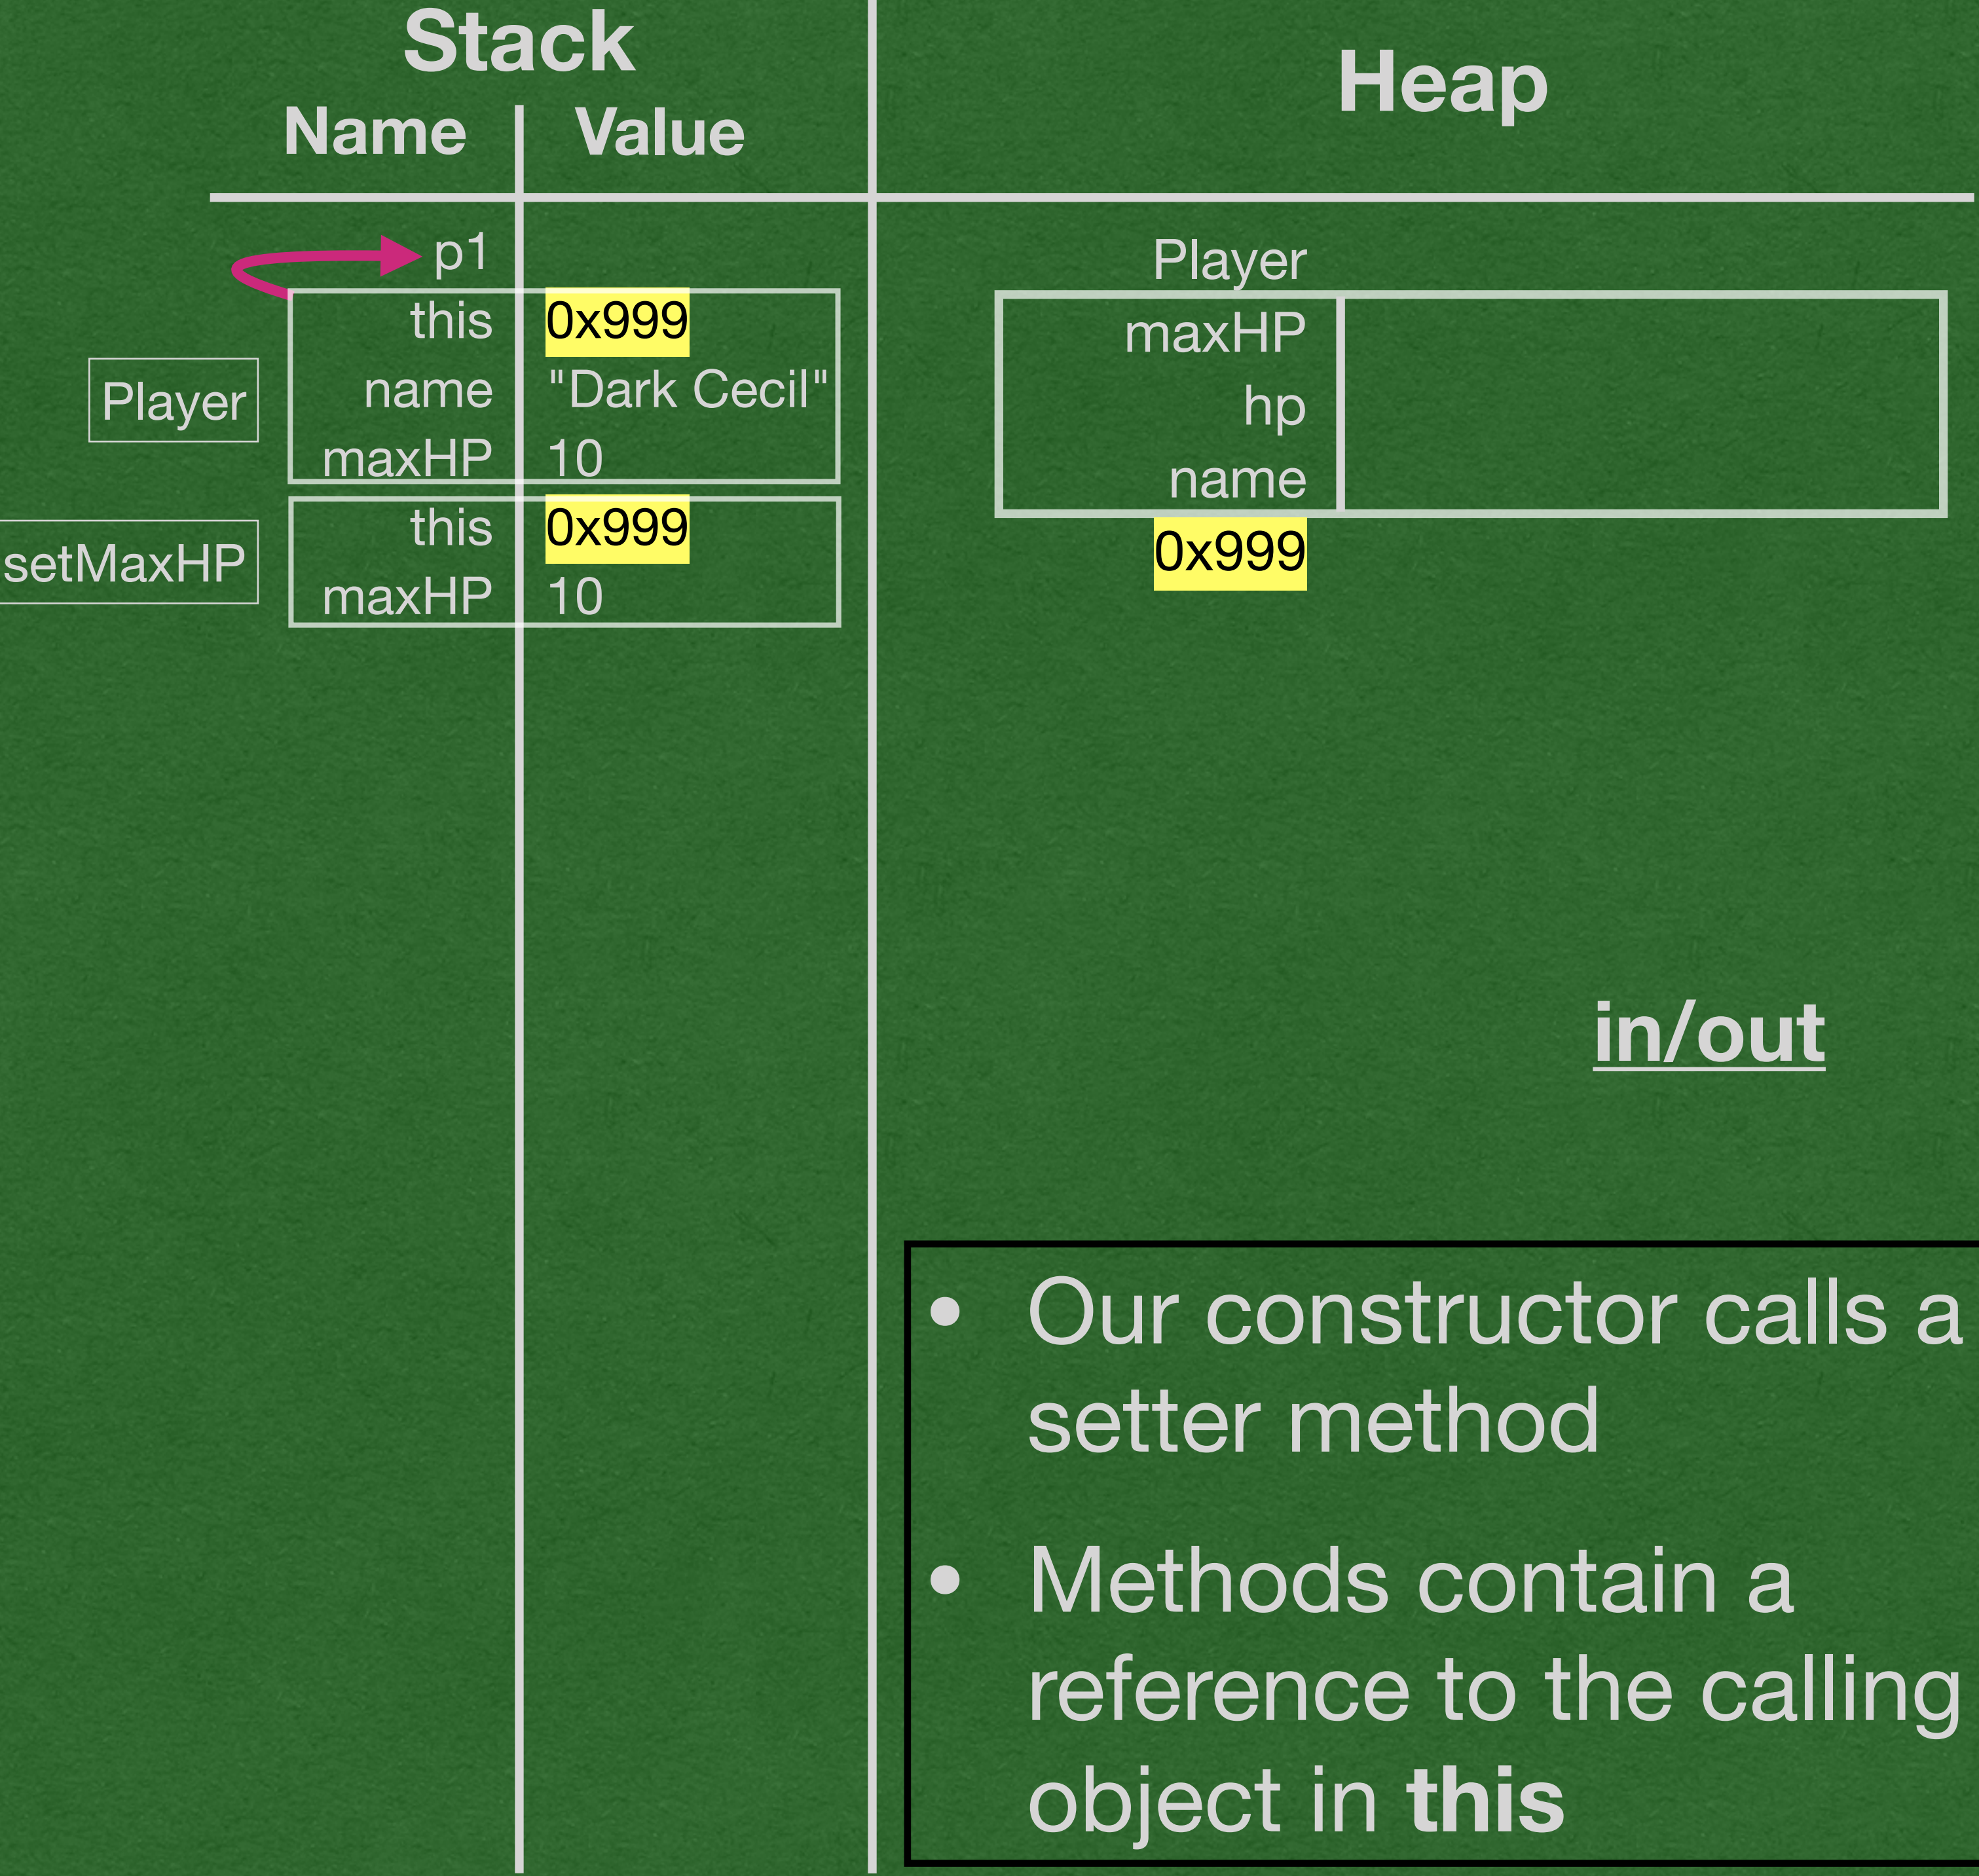 Stack
Heap
Name Value
p1
this 0x999
Player
name "Dark Cecil"
maxHP 10
this 0x999
setMaxHP
maxHP 10
Player
maxHP
hp
name
0x999
in/out
• Our constructor calls a
setter method
• Methods contain a
reference to the calling
object in this